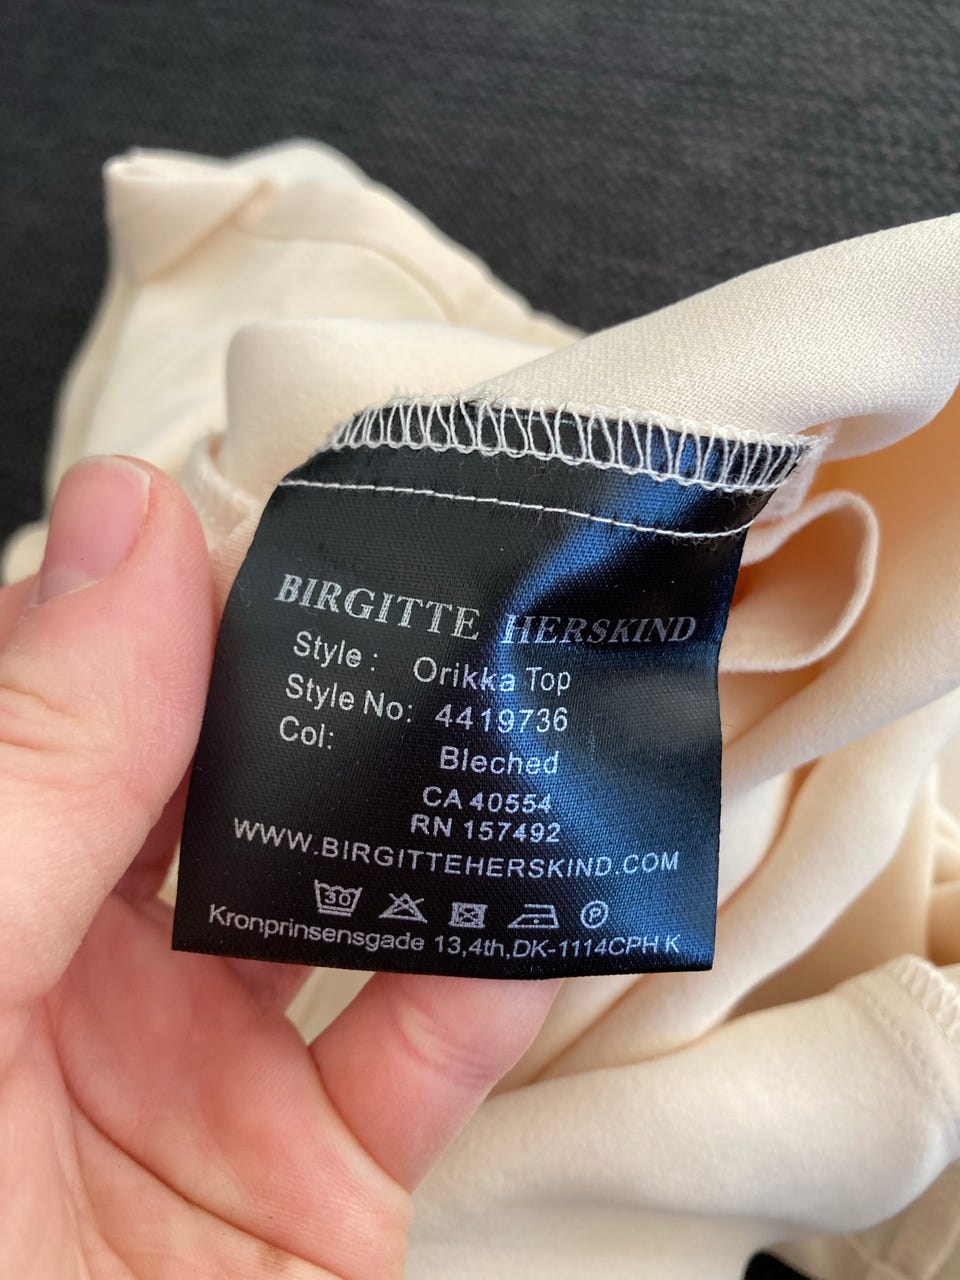 BIRGITTE HERSKIND
Style : Orikka Top
Style No: 4419736
Col: Bleched
CA 40554
RN 157492
WWW.BIRGITTEHERSKIND.COM
30 P
Kronprinsensgade 13,4th,DK-1114CPH K